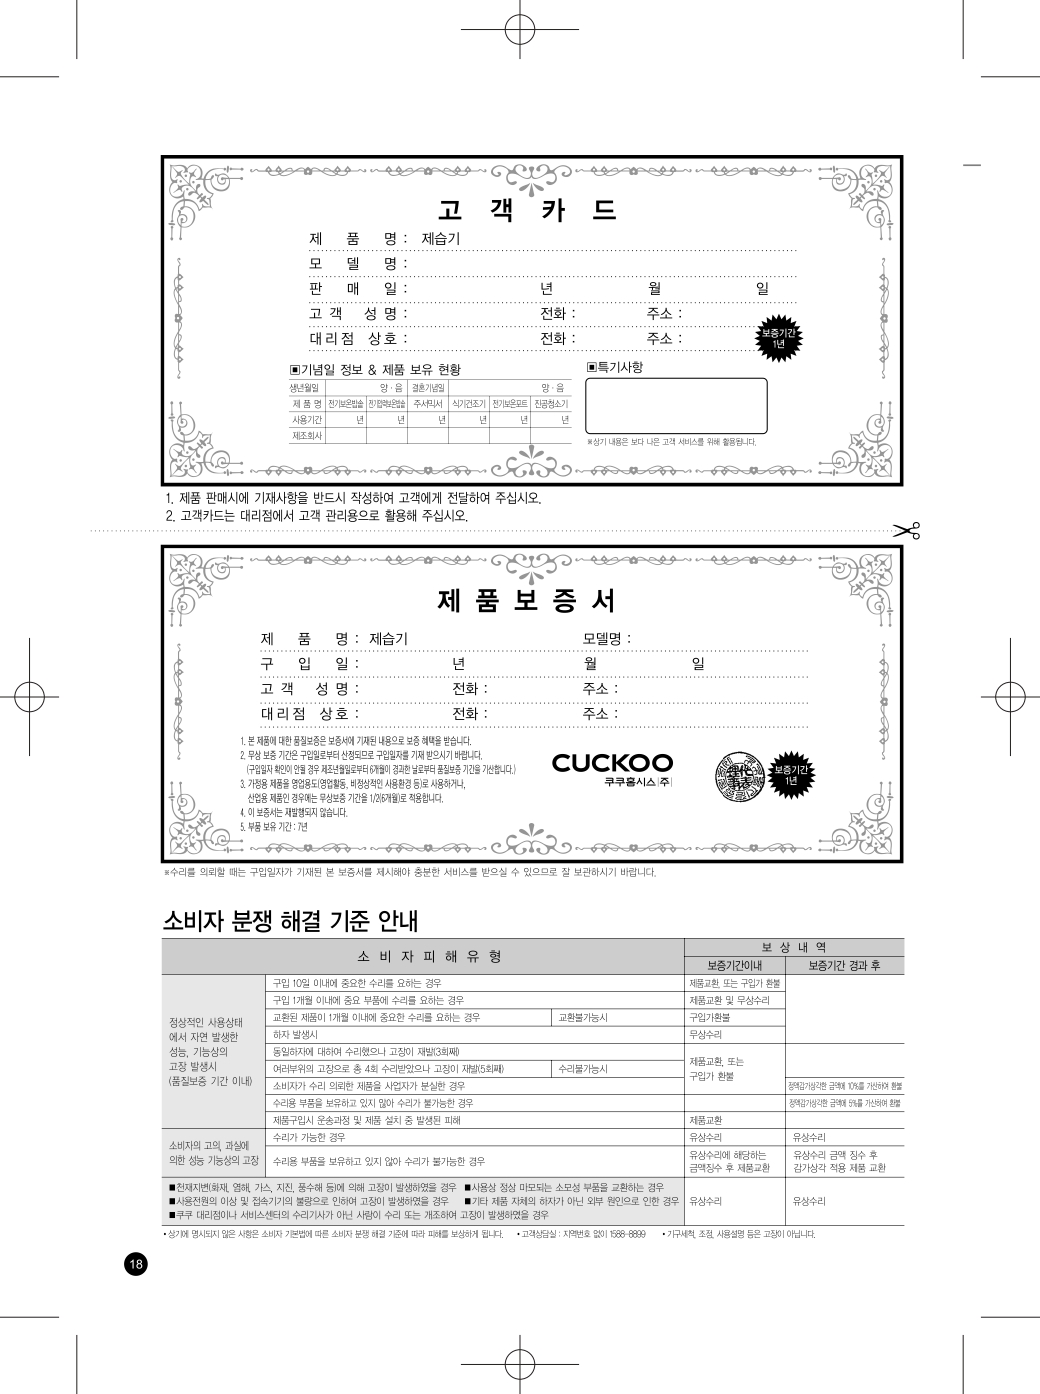 고 객 카 드
제 품 명 : 제습기
모 델 명 :
판 매 일 : 년 월 일
고 객 성 명 : 전화 : 주소 :
대리점 상호 : 전화 : 주소 :
보증기간
1년
▣기념일 정보 & 제품 보유 현황
생년월일 양 · 음 결혼기념일 양 · 음
제 품 명 전기보온밥솥 전기압력보온밥솥 주서믹서 식기건조기 전기보온포트 진공청소기
사용기간 년 년 년 년 년 년
제조회사
▣특기사항
※상기 내용은 보다 나은 고객 서비스를 위해 활용됩니다.
1. 제품 판매시에 기재사항을 반드시 작성하여 고객에게 전달하여 주십시오.
2. 고객카드는 대리점에서 고객 관리용으로 활용해 주십시오.
제 품 보 증 서
제 품 명 : 제습기 모델명 :
구 입 일 : 년 월 일
고 객 성 명 : 전화 : 주소 :
대리점 상호 : 전화 : 주소 :
1. 본 제품에 대한 품질보증은 보증서에 기재된 내용으로 보증 혜택을 받습니다.
2. 무상 보증 기간은 구입일로부터 산정되므로 구입일자를 기재 받으시기 바랍니다.
(구입일자 확인이 안될 경우 제조년월일로부터 6개월이 경과한 날로부터 품질보증 기간을 기산합니다.)
3. 가정용 제품을 영업용도(영업활동, 비정상적인 사용환경 등)로 사용하거나,
산업용 제품인 경우에는 무상보증 기간을 1/2(6개월)로 적용합니다.
4. 이 보증서는 재발행되지 않습니다.
5. 부품 보유 기간 : 7년
CUCKOO
쿠쿠홈시스(주)
보증기간
1년
※수리를 의뢰할 때는 구입일자가 기재된 본 보증서를 제시해야 충분한 서비스를 받으실 수 있으므로 잘 보관하시기 바랍니다.
소비자 분쟁 해결 기준 안내
소 비 자 피 해 유 형
보 상 내 역
보증기간이내 보증기간 경과 후
정상적인 사용상태
에서 자연 발생한
성능, 기능상의
고장 발생시
(품질보증 기간 이내)
구입 10일 이내에 중요한 수리를 요하는 경우 제품교환, 또는 구입가 환불
구입 1개월 이내에 중요 부품에 수리를 요하는 경우 제품교환 및 무상수리
교환된 제품이 1개월 이내에 중요한 수리를 요하는 경우 교환불가능시 구입가환불
하자 발생시 무상수리
동일하자에 대하여 수리했으나 고장이 재발(3회째)
제품교환, 또는
구입가 환불
여러부위의 고장으로 총 4회 수리받았으나 고장이 재발(5회째) 수리불가능시
소비자가 수리 의뢰한 제품을 사업자가 분실한 경우 정액감가상각한 금액에 10%를 가산하여 환불
수리용 부품을 보유하고 있지 않아 수리가 불가능한 경우 정액감가상각한 금액에 5%를 가산하여 환불
제품구입시 운송과정 및 제품 설치 중 발생된 피해 제품교환
소비자의 고의, 과실에
의한 성능 기능상의 고장
수리가 가능한 경우 유상수리 유상수리
수리용 부품을 보유하고 있지 않아 수리가 불가능한 경우
유상수리에 해당하는
금액징수 후 제품교환
유상수리 금액 징수 후
감가상각 적용 제품 교환
■천재지변(화재, 염해, 가스, 지진, 풍수해 등)에 의해 고장이 발생하였을 경우 ■사용상 정상 마모되는 소모성 부품을 교환하는 경우
■사용전원의 이상 및 접속기기의 불량으로 인하여 고장이 발생하였을 경우 ■기타 제품 자체의 하자가 아닌 외부 원인으로 인한 경우
■쿠쿠 대리점이나 서비스센터의 수리기사가 아닌 사람이 수리 또는 개조하여 고장이 발생하였을 경우
유상수리 유상수리
• 상기에 명시되지 않은 사항은 소비자 기본법에 따른 소비자 분쟁 해결 기준에 따라 피해를 보상하게 됩니다. • 고객상담실 : 지역번호 없이 1588-8899 • 기구세척, 조정, 사용설명 등은 고장이 아닙니다.
18